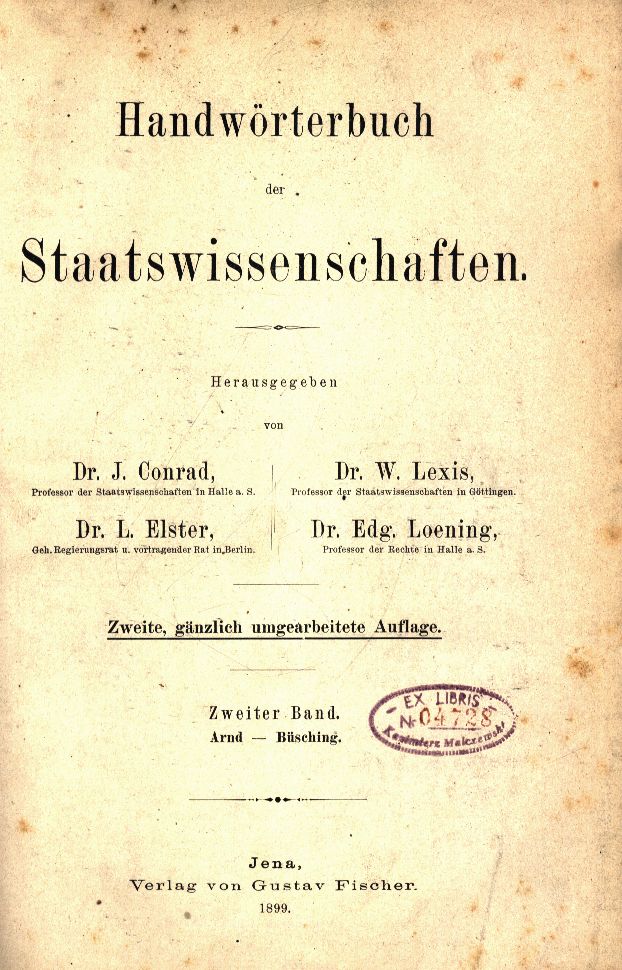 Handwörterbuch
der
Staatswissenschaften.
Herausgegeben
von
Dr. J. Conrad,
Professor der Staatswissenschaften in Halle a. S.
Dr. W. Lexis,
Professor der Staatswissenschaften in Göttingen.
Dr. L. Elster,
Geh. Regierungsrat u. vortragender Rat in Berlin.
Dr. Edg. Loening,
Professor der Rechte in Halle a. S.
Zweite, gänzlich umgearbeitete Auflage.
Zweiter Band.
Arnd — Büsching.
EX LIBRIS
№ 04728
Kazimierz Malczewski
Jena,
Verlag von Gustav Fischer.
1899.